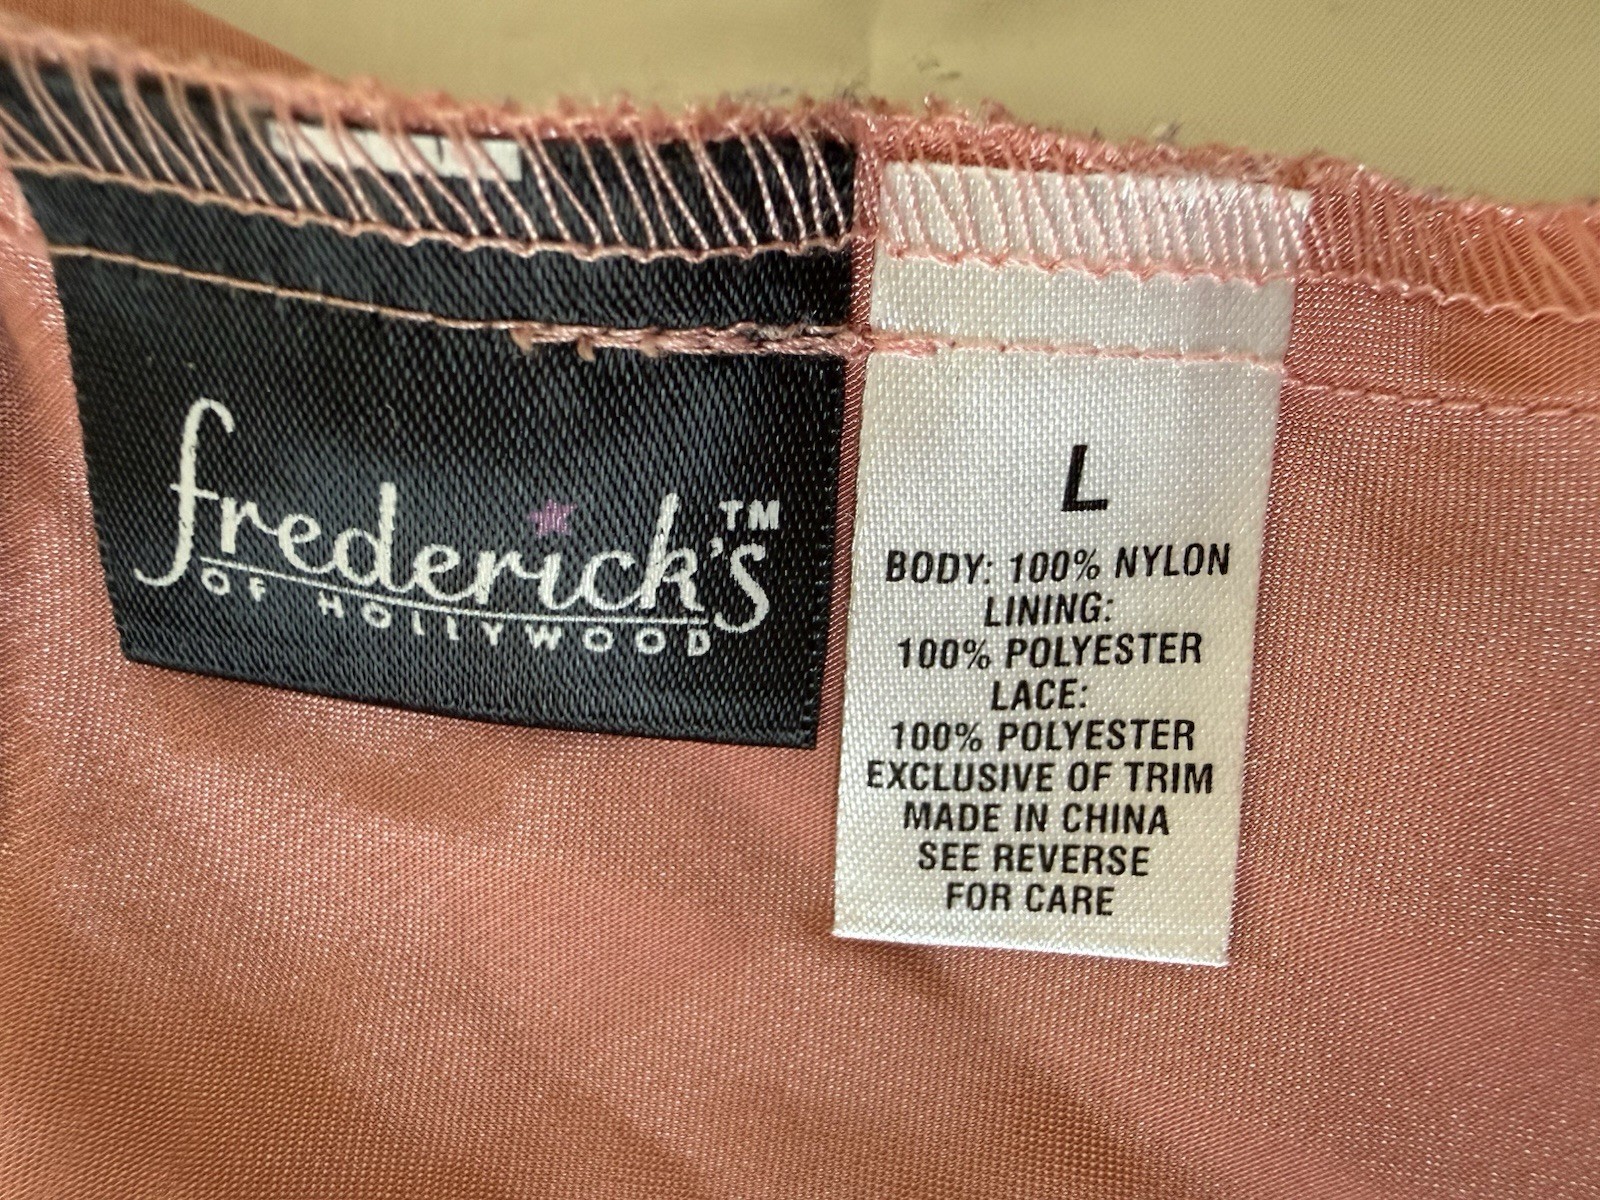 frederick's™
OF HOLLYWOOD
L
BODY: 100% NYLON
LINING:
100% POLYESTER
LACE:
100% POLYESTER
EXCLUSIVE OF TRIM
MADE IN CHINA
SEE REVERSE
FOR CARE